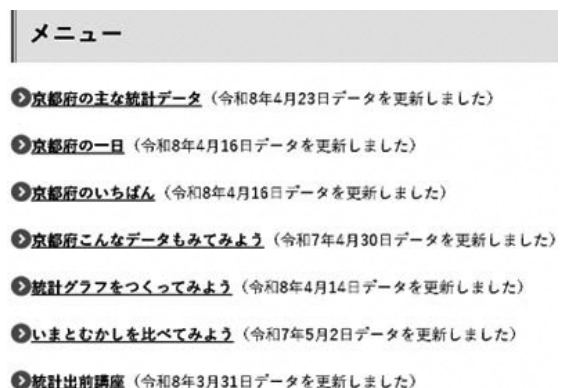 メニュー
京都府の主な統計データ（令和8年4月23日データを更新しました）
京都府の一日（令和8年4月16日データを更新しました）
京都府のいちばん（令和8年4月16日データを更新しました）
京都府こんなデータもみてみよう（令和7年4月30日データを更新しました）
統計グラフをつくってみよう（令和8年4月14日データを更新しました）
いまとむかしを比べてみよう（令和7年5月2日データを更新しました）
統計出前講座（令和8年3月31日データを更新しました）